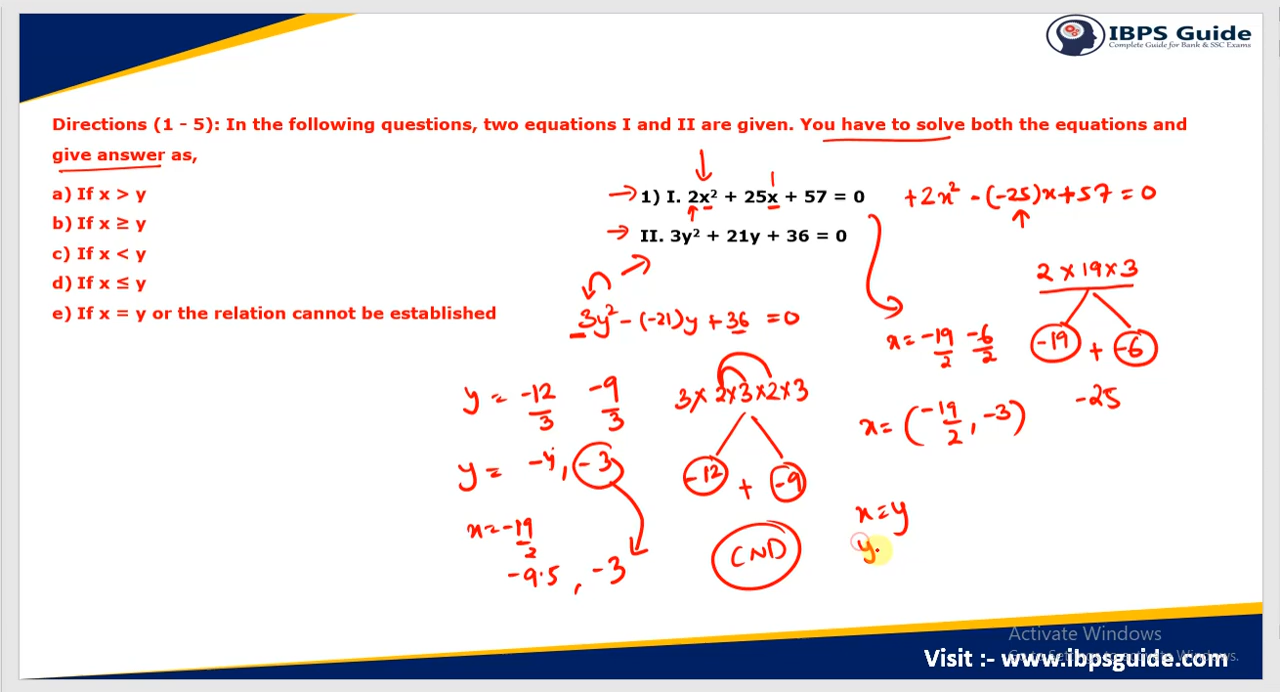 IBPS Guide
Complete Guide for Bank & SSC Exams
Directions (1 - 5): In the following questions, two equations I and II are given. You have to solve both the equations and
give answer as,
a) If x > y
b) If x ≥ y
c) If x < y
d) If x ≤ y
e) If x = y or the relation cannot be established
1
1) I. 2x² + 25x + 57 = 0
II. 3y² + 21y + 36 = 0
+2x² - (-25)x + 57 = 0
2 × 19 × 3
-19 + -6
-25
x = -19/2 -6/2
x = (-19/2, -3)
3y² - (-21)y + 36 = 0
3 × 2 × 3 × 2 × 3
-12 + -9
y = -12/3 -9/3
y = -4, -3
x = -19/2
-9.5, -3
CND
x = y
y.
Activate Windows
Visit :- www.ibpsguide.com